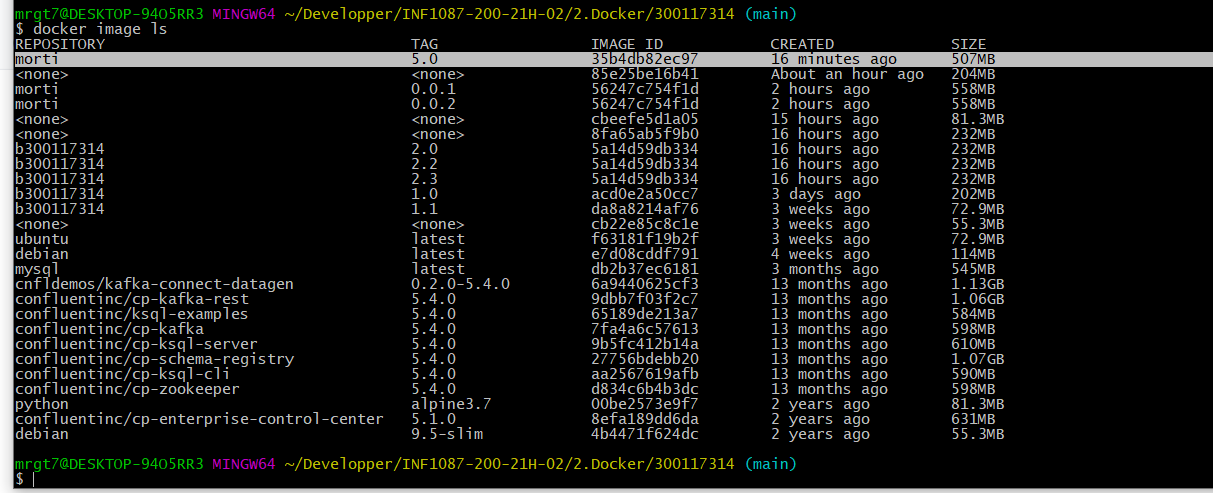 mrgt7@DESKTOP-94O5RR3 MINGW64 ~/Developper/INF1087-200-21H-02/2.Docker/300117314 (main)
$ docker image ls
REPOSITORY TAG IMAGE ID CREATED SIZE
morti 5.0 35b4db82ec97 16 minutes ago 507MB
<none> <none> 85e25be16b41 About an hour ago 204MB
morti 0.0.1 56247c754f1d 2 hours ago 558MB
morti 0.0.2 56247c754f1d 2 hours ago 558MB
<none> <none> cbeefe5d1a05 15 hours ago 81.3MB
<none> <none> 8fa65ab5f9b0 16 hours ago 232MB
b300117314 2.0 5a14d59db334 16 hours ago 232MB
b300117314 2.2 5a14d59db334 16 hours ago 232MB
b300117314 2.3 5a14d59db334 16 hours ago 232MB
b300117314 1.0 acd0e2a50cc7 3 days ago 202MB
b300117314 1.1 da8a8214af76 3 weeks ago 72.9MB
<none> <none> cb22e85c8c1e 3 weeks ago 55.3MB
ubuntu latest f63181f19b2f 3 weeks ago 72.9MB
debian latest e7d08cddf791 4 weeks ago 114MB
mysql latest db2b37ec6181 3 months ago 545MB
cnfldemos/kafka-connect-datagen 0.2.0-5.4.0 6a9440625cf3 13 months ago 1.13GB
confluentinc/cp-kafka-rest 5.4.0 9dbb7f03f2c7 13 months ago 1.06GB
confluentinc/ksql-examples 5.4.0 65189de213a7 13 months ago 584MB
confluentinc/cp-kafka 5.4.0 7fa4a6c57613 13 months ago 598MB
confluentinc/cp-ksql-server 5.4.0 9b5fc412b14a 13 months ago 610MB
confluentinc/cp-schema-registry 5.4.0 27756bdebb20 13 months ago 1.07GB
confluentinc/cp-ksql-cli 5.4.0 aa2567619afb 13 months ago 590MB
confluentinc/cp-zookeeper 5.4.0 d834c6b4b3dc 13 months ago 598MB
python alpine3.7 00be2573e9f7 2 years ago 81.3MB
confluentinc/cp-enterprise-control-center 5.1.0 8efa189dd6da 2 years ago 631MB
debian 9.5-slim 4b4471f624dc 2 years ago 55.3MB
mrgt7@DESKTOP-94O5RR3 MINGW64 ~/Developper/INF1087-200-21H-02/2.Docker/300117314 (main)
$